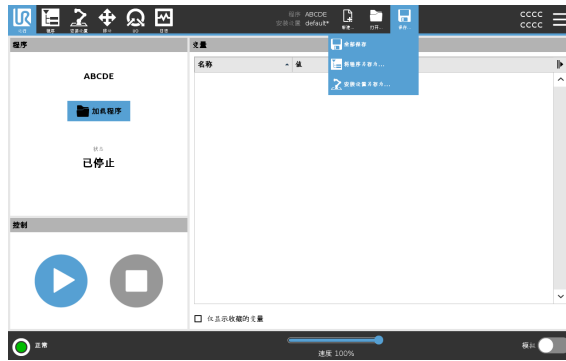 UR
运行 程序 安装设置 移动 I/O 日志
程序 ABCDE
安装设置 default*
新建... 打开... 保存...
CCCC
CCCC
程序
变量
全部保存
将程序另存为...
安装设置另存为...
名称 值
ABCDE
加载程序
状态
已停止
控制
仅显示收藏的变量
正常
速度 100%
模拟